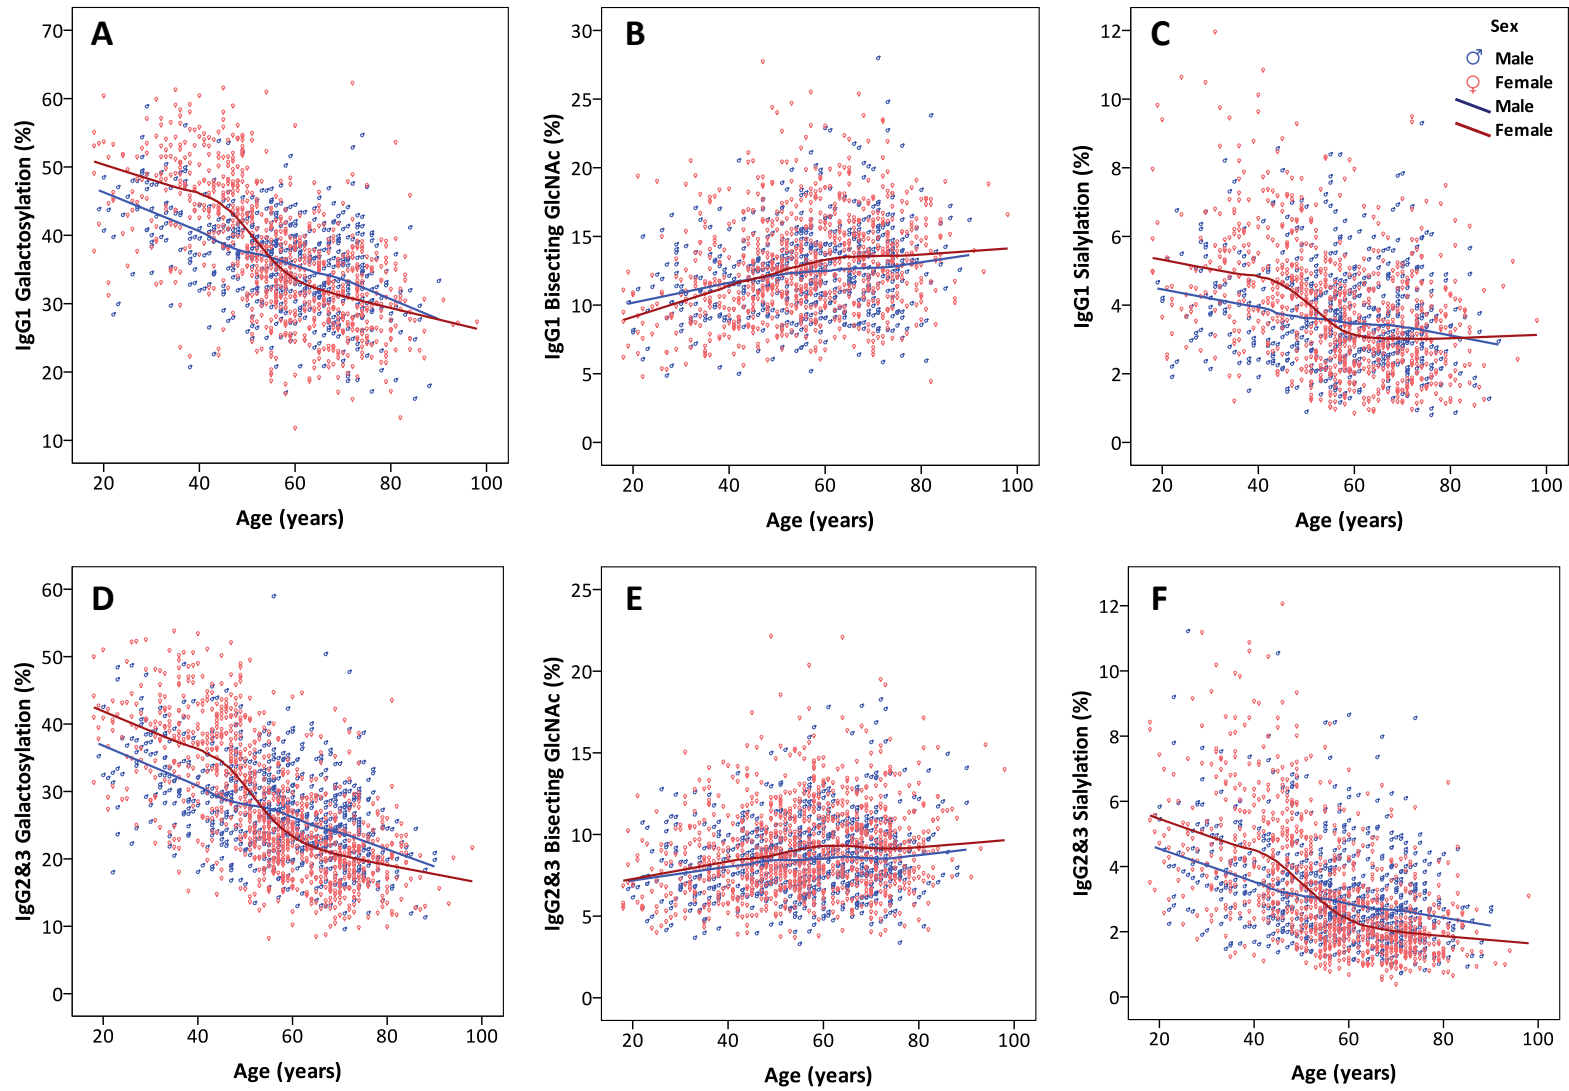 A
IgG1 Galactosylation (%)
70
60
50
40
30
20
10
20 40 60 80 100
Age (years)
B
IgG1 Bisecting GlcNAc (%)
30
25
20
15
10
5
0
20 40 60 80 100
Age (years)
C
Sex
Male
Female
Male
Female
IgG1 Sialylation (%)
12
10
8
6
4
2
0
20 40 60 80 100
Age (years)
D
IgG2&3 Galactosylation (%)
60
50
40
30
20
10
0
20 40 60 80 100
Age (years)
E
IgG2&3 Bisecting GlcNAc (%)
25
20
15
10
5
0
20 40 60 80 100
Age (years)
F
IgG2&3 Sialylation (%)
12
10
8
6
4
2
0
20 40 60 80 100
Age (years)